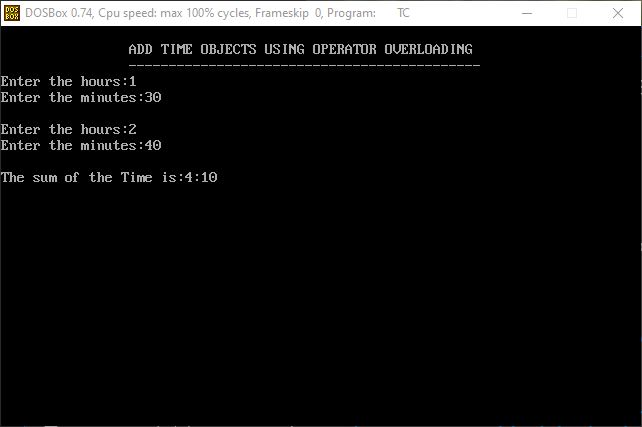 DOS
BOX
DOSBox 0.74, Cpu speed: max 100% cycles, Frameskip 0, Program: TC
ADD TIME OBJECTS USING OPERATOR OVERLOADING
--------------------------------------------
Enter the hours:1
Enter the minutes:30
Enter the hours:2
Enter the minutes:40
The sum of the Time is:4:10